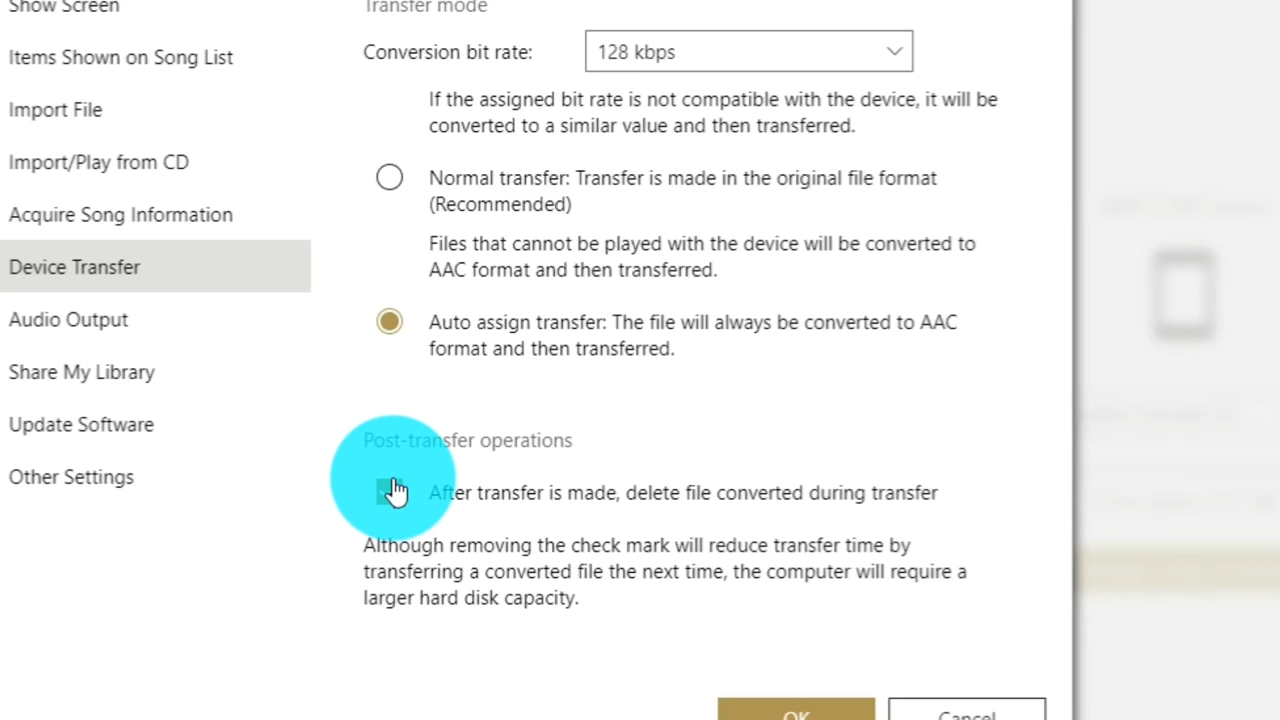 Show Screen
Items Shown on Song List
Import File
Import/Play from CD
Acquire Song Information
Device Transfer
Audio Output
Share My Library
Update Software
Other Settings
Transfer mode
Conversion bit rate:
128 kbps
If the assigned bit rate is not compatible with the device, it will be
converted to a similar value and then transferred.
Normal transfer: Transfer is made in the original file format
(Recommended)
Files that cannot be played with the device will be converted to
AAC format and then transferred.
Auto assign transfer: The file will always be converted to AAC
format and then transferred.
Post-transfer operations
After transfer is made, delete file converted during transfer
Although removing the check mark will reduce transfer time by
transferring a converted file the next time, the computer will require a
larger hard disk capacity.
OK
Cancel